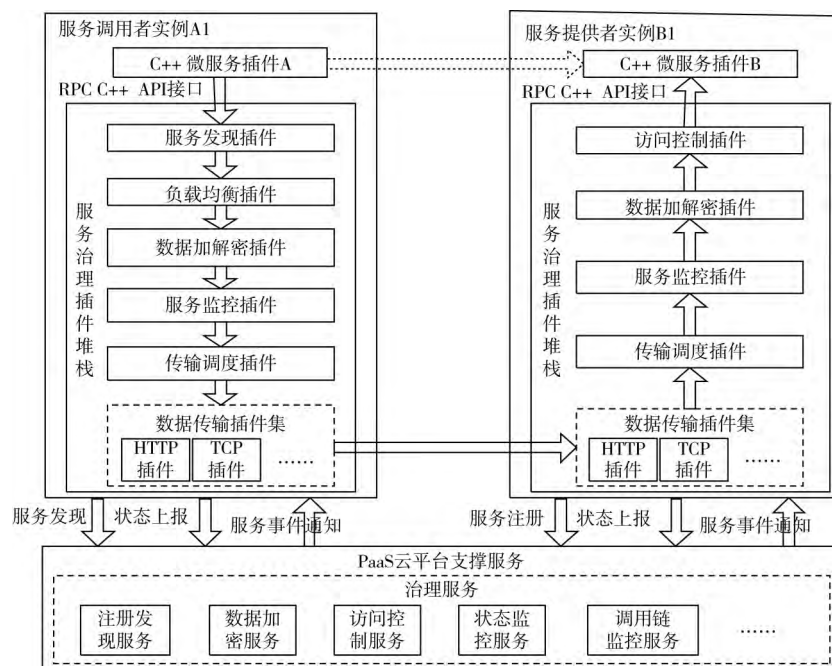 服务调用者实例A1
C++ 微服务插件A
RPC C++ API接口
服务发现插件
负载均衡插件
数据加解密插件
服务监控插件
传输调度插件
服务治理插件堆栈
数据传输插件集
HTTP
插件
TCP
插件
……
服务提供者实例B1
C++ 微服务插件B
RPC C++ API接口
访问控制插件
数据加解密插件
服务监控插件
传输调度插件
服务治理插件堆栈
数据传输插件集
HTTP
插件
TCP
插件
……
服务发现
状态上报
服务事件通知
服务注册
状态上报
服务事件通知
PaaS云平台支撑服务
治理服务
注册发
现服务
数据加
密服务
访问控
制服务
状态监
控服务
调用链
监控服务
……